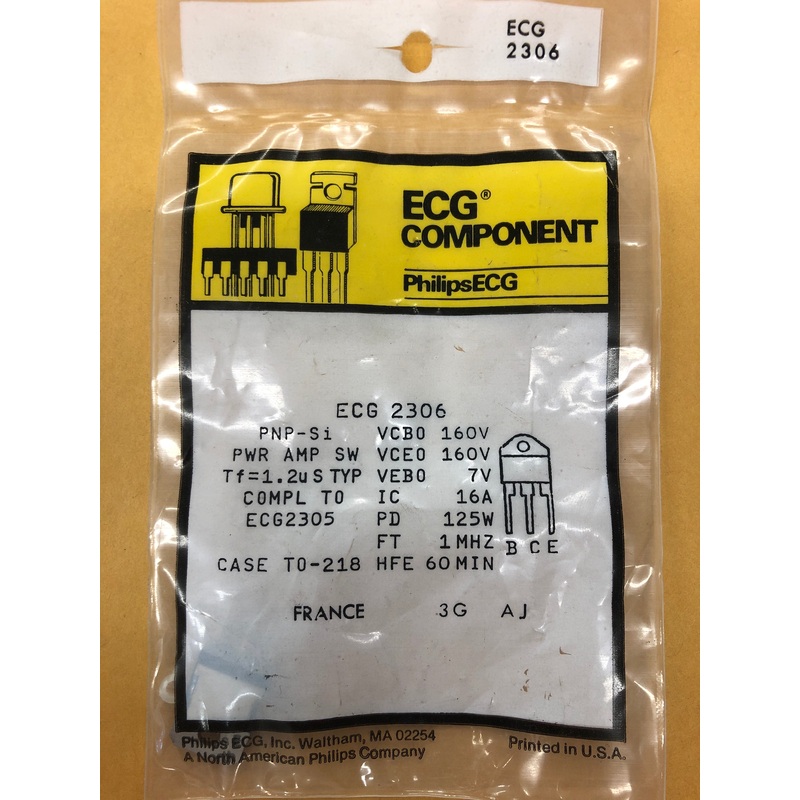 ECG
2306
ECG®
COMPONENT
PhilipsECG
ECG 2306
PNP-Si VCBO 160V
PWR AMP SW VCEO 160V
Tf=1.2uS TYP VEBO 7V
COMPL TO IC 16A
ECG2305 PD 125W
FT 1MHZ
B C E
CASE TO-218 HFE 60MIN
FRANCE 3G AJ
Philips ECG, Inc. Waltham, MA 02254
A North American Philips Company
Printed in U.S.A.